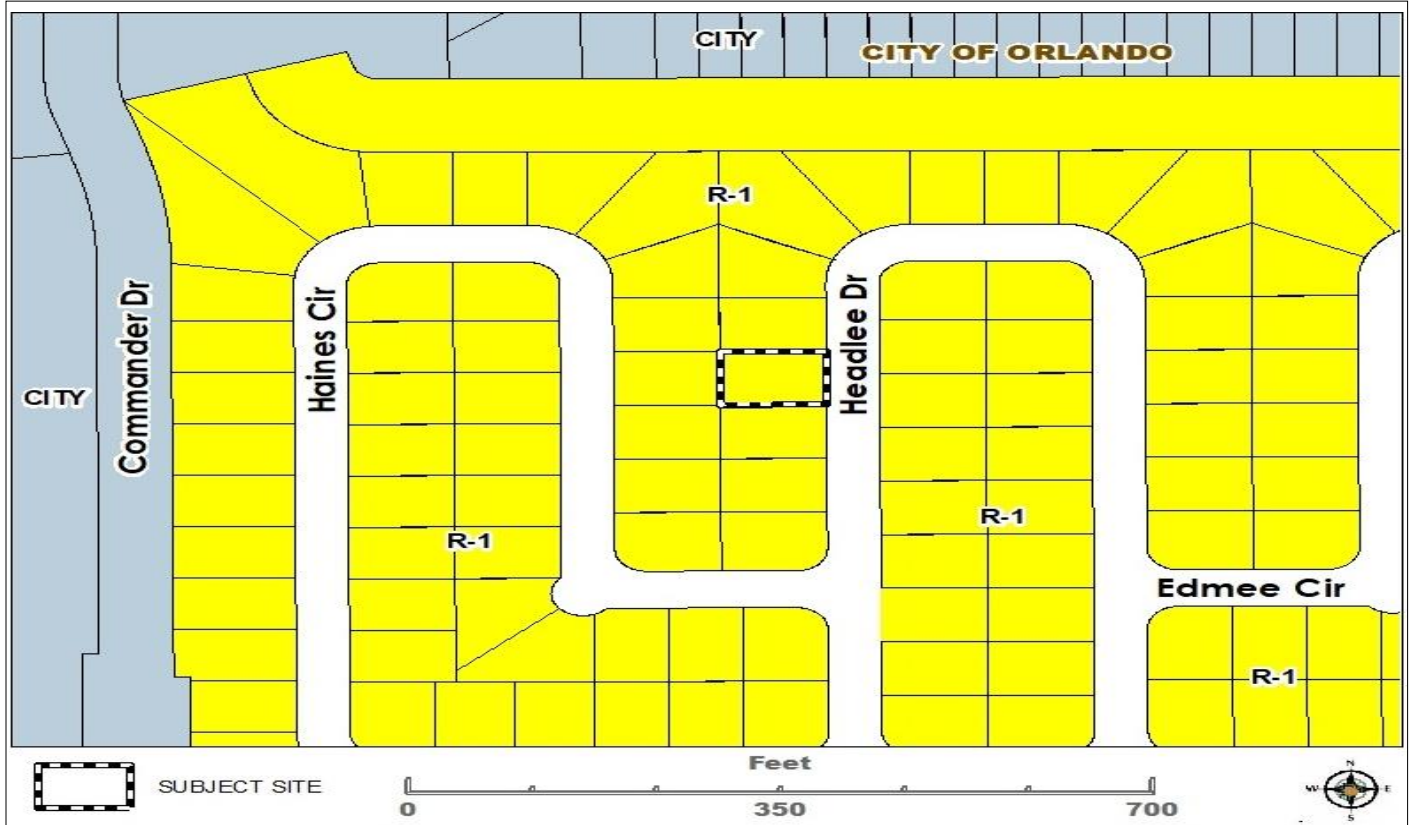 CITY
CITY OF ORLANDO
R-1
Commander Dr
Haines Cir
Headlee Dr
CITY
R-1
R-1
Edmee Cir
R-1
SUBJECT SITE
Feet
0
350
700
N
W
E
S